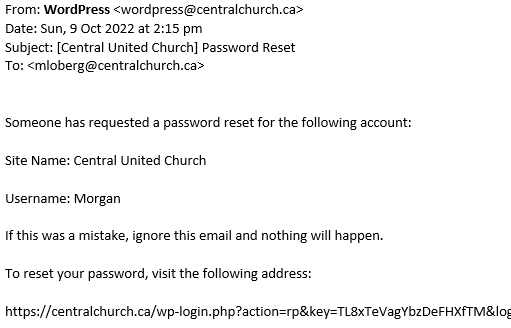 From: WordPress <wordpress@centralchurch.ca>
Date: Sun, 9 Oct 2022 at 2:15 pm
Subject: [Central United Church] Password Reset
To: <mloberg@centralchurch.ca>
Someone has requested a password reset for the following account:
Site Name: Central United Church
Username: Morgan
If this was a mistake, ignore this email and nothing will happen.
To reset your password, visit the following address:
https://centralchurch.ca/wp-login.php?action=rp&key=TL8xTeVagYbzDeFHXfTM&log